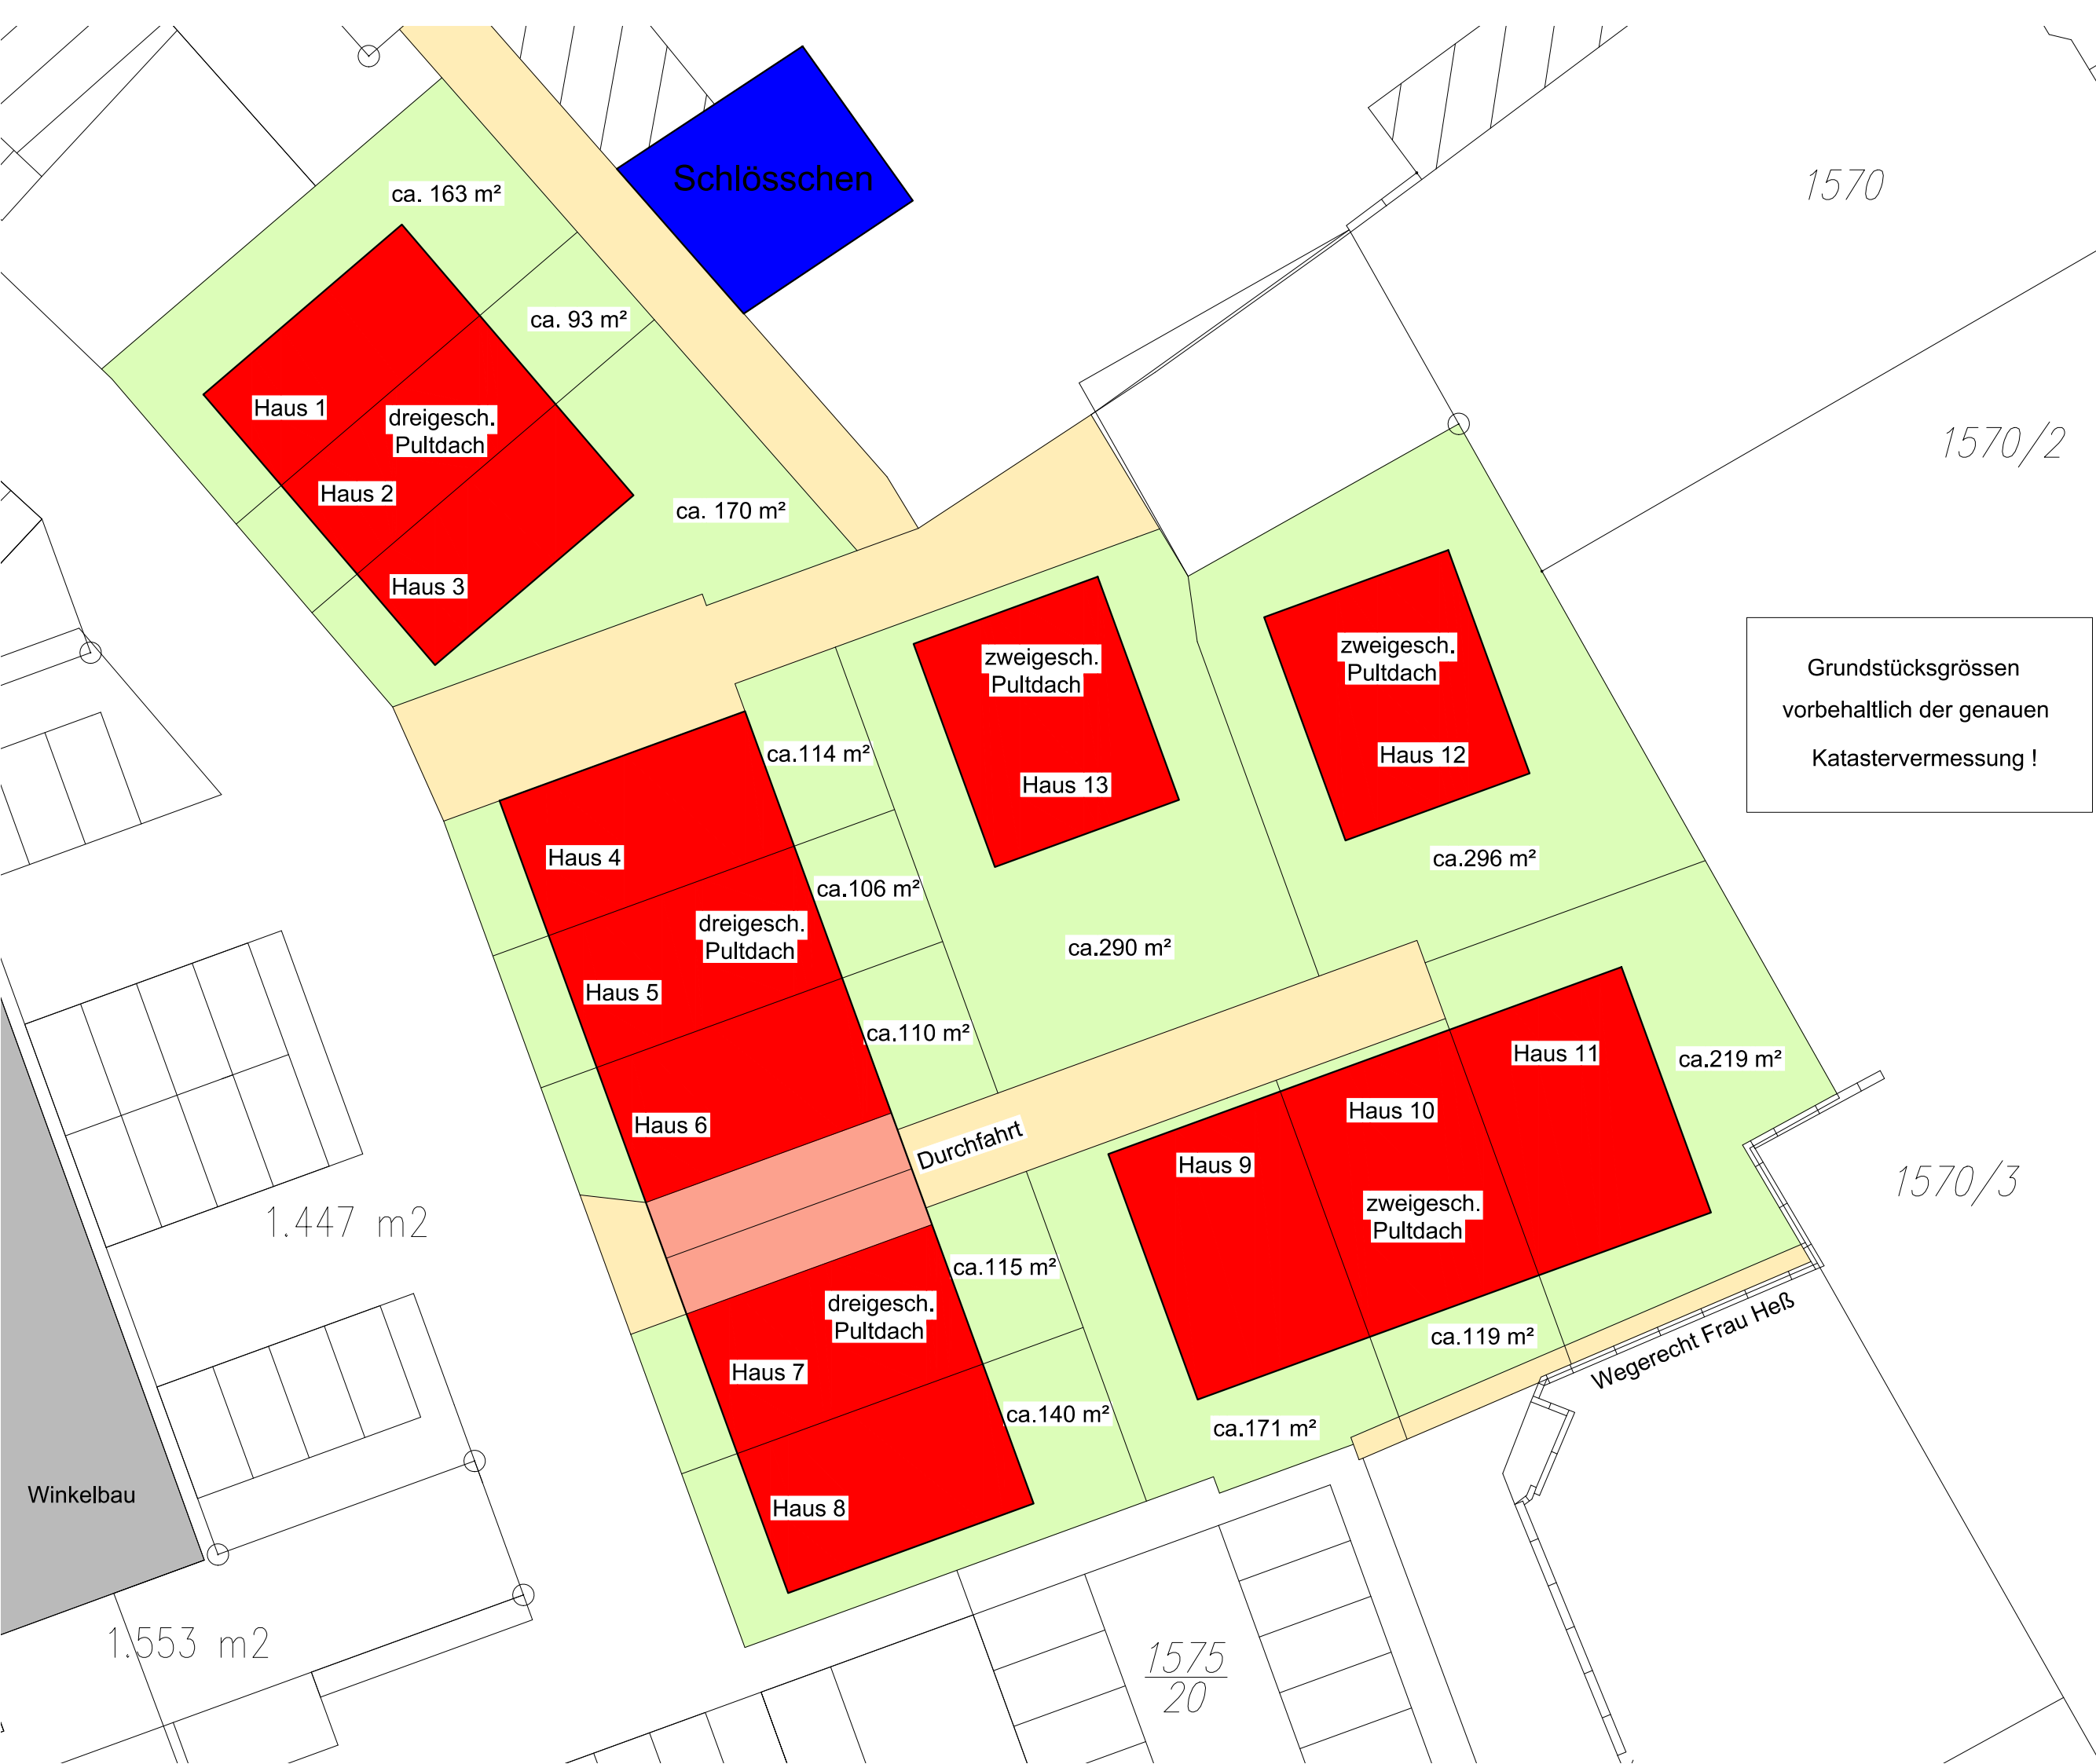 Schlösschen
ca. 163 m²
1570
ca. 93 m²
Haus 1
dreigesch.
Pultdach
1570/2
Haus 2
ca. 170 m²
Haus 3
zweigesch.
Pultdach
Haus 13
zweigesch.
Pultdach
Haus 12
Grundstücksgrössen
vorbehaltlich der genauen
Katastervermessung !
ca.114 m²
Haus 4
ca.296 m²
ca.106 m²
dreigesch.
Pultdach
ca.290 m²
Haus 5
ca.110 m²
Haus 11
ca.219 m²
Haus 6
Haus 10
Durchfahrt
Haus 9
1570/3
zweigesch.
Pultdach
1.447 m2
ca.115 m²
dreigesch.
Pultdach
ca.119 m²
Wegerecht Frau Heß
Haus 7
ca.140 m²
ca.171 m²
Winkelbau
Haus 8
1.553 m2
1575
20